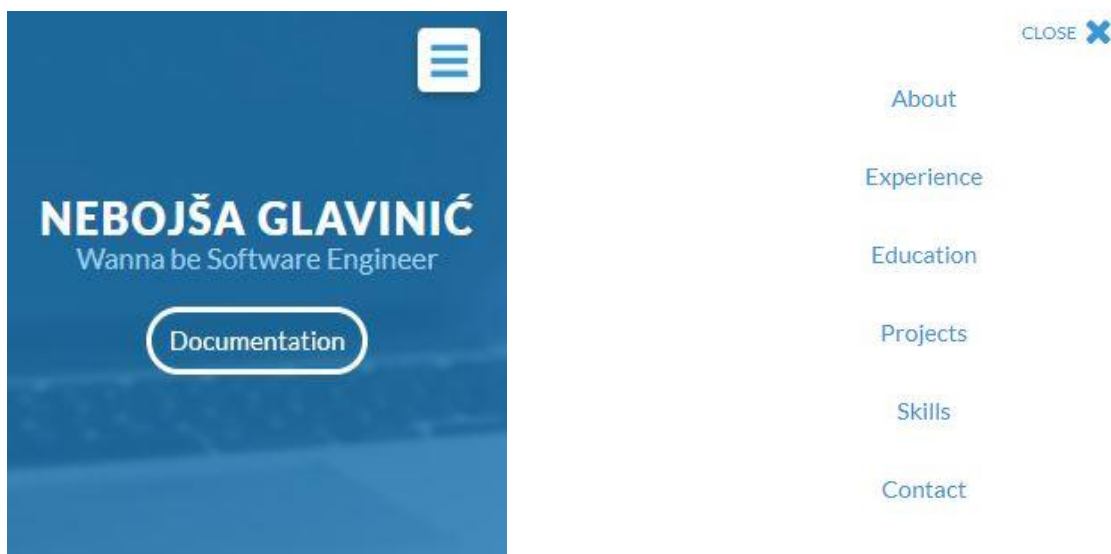 NEBOJŠA GLAVINIĆ
Wanna be Software Engineer
Documentation
CLOSE
About
Experience
Education
Projects
Skills
Contact